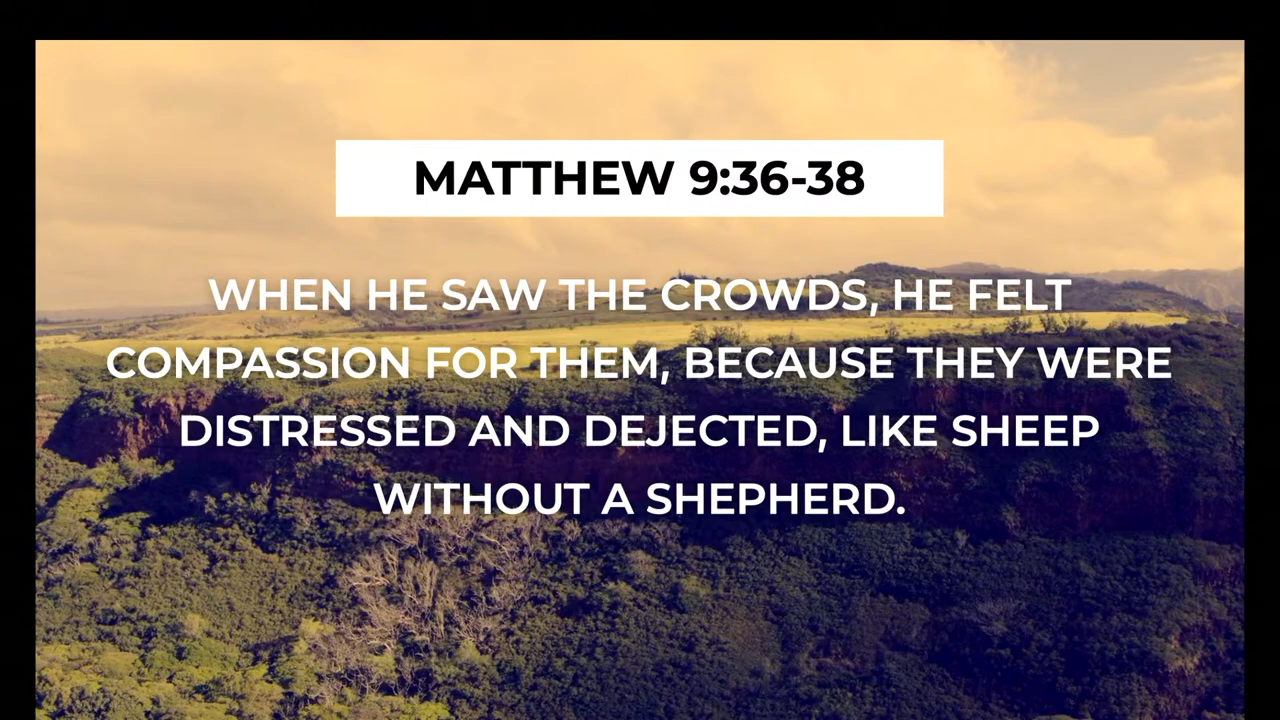 MATTHEW 9:36-38
WHEN HE SAW THE CROWDS, HE FELT
COMPASSION FOR THEM, BECAUSE THEY WERE
DISTRESSED AND DEJECTED, LIKE SHEEP
WITHOUT A SHEPHERD.